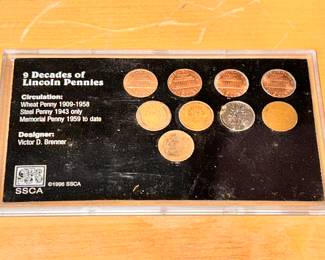 9 Decades of
Lincoln Pennies
Circulation:
Wheat Penny 1909-1958
Steel Penny 1943 only
Memorial Penny 1959 to date
Designer:
Victor D. Brenner
SSCA
©1996 SSCA